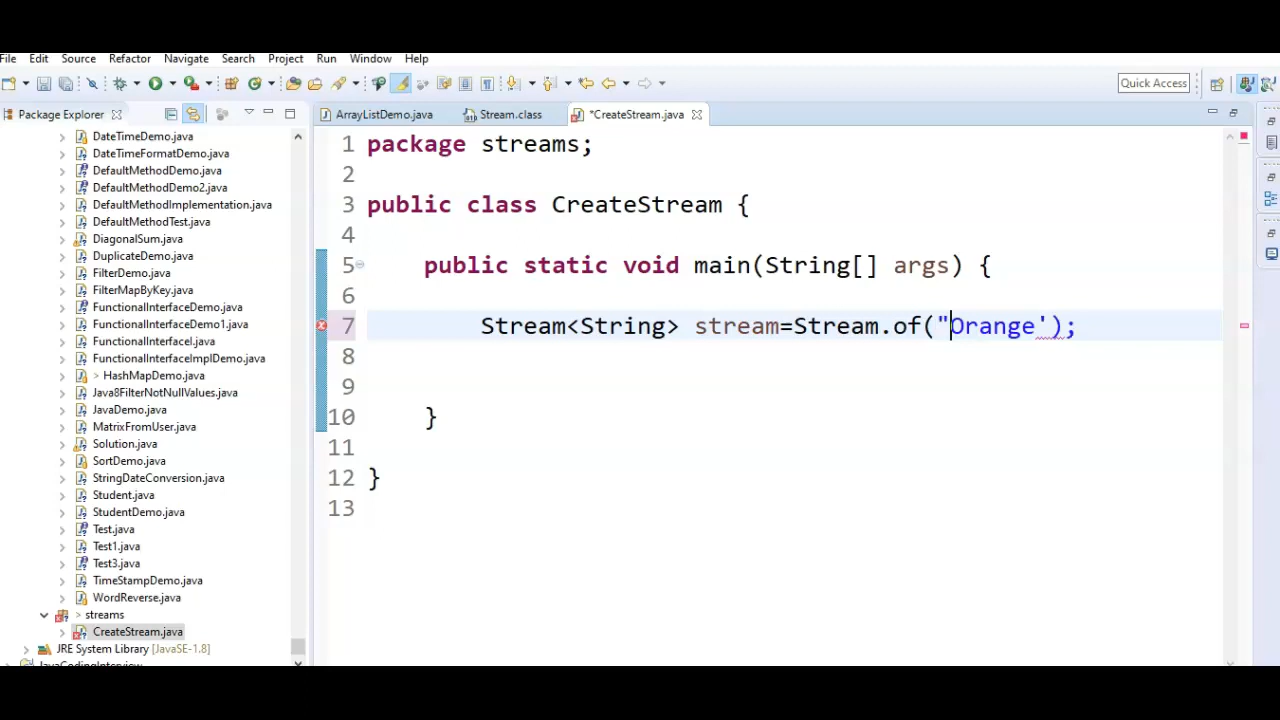 File Edit Source Refactor Navigate Search Project Run Window Help
Quick Access
Package Explorer
ArrayListDemo.java Stream.class *CreateStream.java
DateTimeDemo.java
DateTimeFormatDemo.java
DefaultMethodDemo.java
DefaultMethodDemo2.java
DefaultMethodImplementation.java
DefaultMethodTest.java
DiagonalSum.java
DuplicateDemo.java
FilterDemo.java
FilterMapByKey.java
FunctionalInterfaceDemo.java
FunctionalInterfaceDemo1.java
FunctionalInterfaceI.java
FunctionalInterfaceImplDemo.java
> HashMapDemo.java
Java8FilterNotNullValues.java
JavaDemo.java
MatrixFromUser.java
Solution.java
SortDemo.java
StringDateConversion.java
Student.java
StudentDemo.java
Test.java
Test1.java
Test3.java
TimeStampDemo.java
WordReverse.java
> streams
CreateStream.java
JRE System Library [JavaSE-1.8]
JavaCodingInterview
1 package streams;
2
3 public class CreateStream {
4
5 public static void main(String[] args) {
6
7 Stream<String> stream=Stream.of("Orange');
8
9
10 }
11
12 }
13